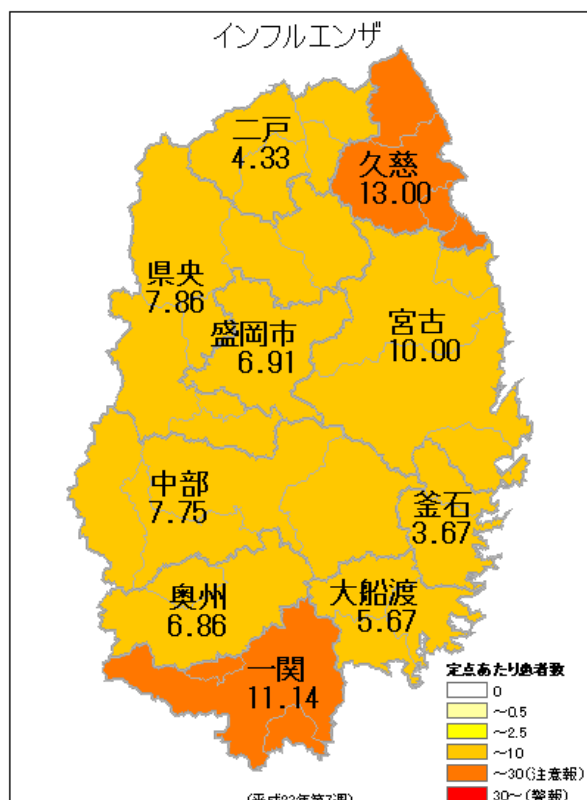 インフルエンザ
二戸
4.33
久慈
13.00
県央
7.86
盛岡市
6.91
宮古
10.00
中部
7.75
釜石
3.67
奥州
6.86
大船渡
5.67
一関
11.14
定点あたり患者数
0
～0.5
～2.5
～10
～30(注意報)
30～(警報)